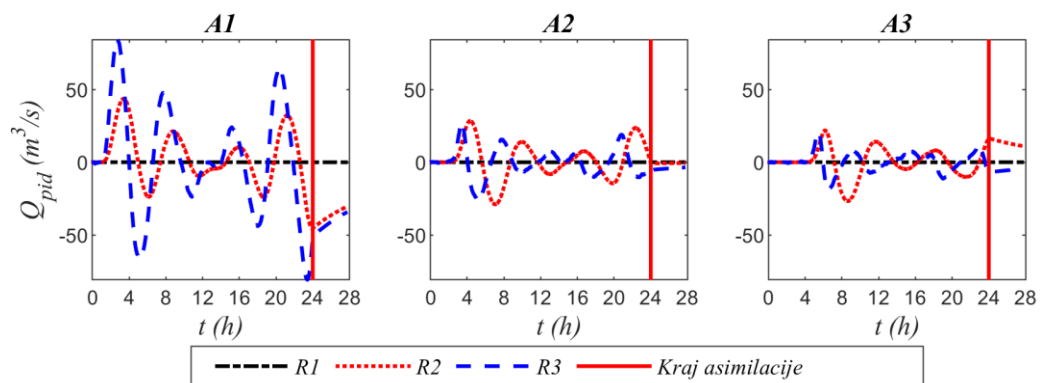 A1 A2 A3
Q_pid (m^3/s)
50 50 50
0 0 0
-50 -50 -50
0 4 8 12 16 20 24 28 0 4 8 12 16 20 24 28 0 4 8 12 16 20 24 28
t (h) t (h) t (h)
R1 R2 R3 Kraj asimilacije